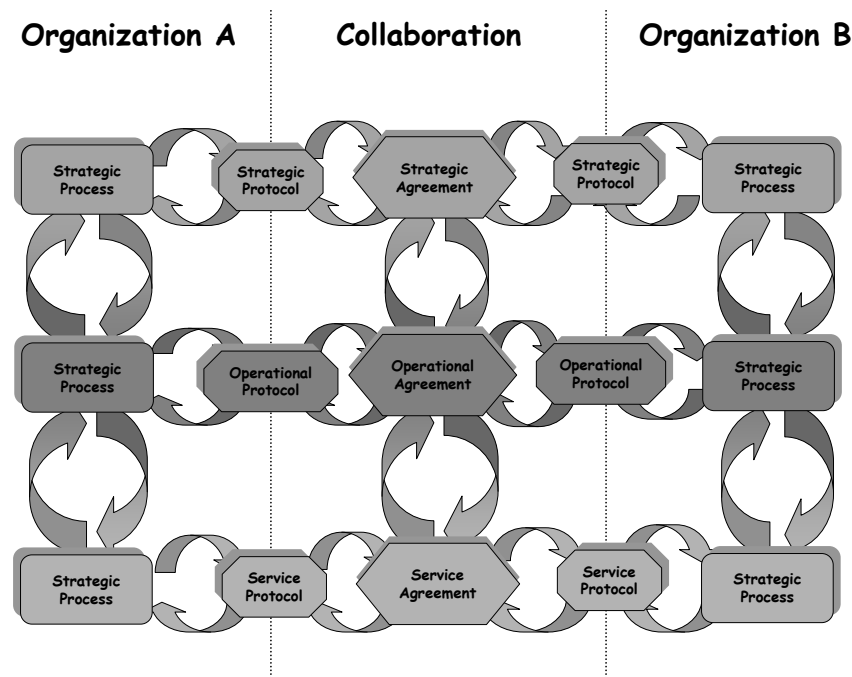 Organization A
Collaboration
Organization B
Strategic
Process
Strategic
Protocol
Strategic
Agreement
Strategic
Protocol
Strategic
Process
Strategic
Process
Operational
Protocol
Operational
Agreement
Operational
Protocol
Strategic
Process
Strategic
Process
Service
Protocol
Service
Agreement
Service
Protocol
Strategic
Process